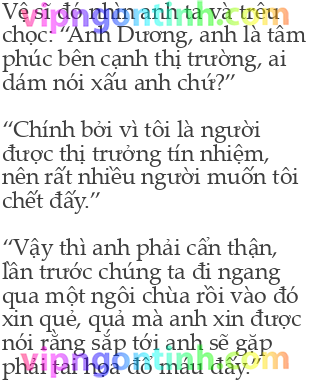 Vệ sĩ đó nhìn anh ta và trêu
chọc: “Anh Dương, anh là tâm
phúc bên cạnh thị trường, ai
dám nói xấu anh chứ?”
“Chính bởi vì tôi là người
được thị trưởng tín nhiệm,
nên rất nhiều người muốn tôi
chết đấy.”
“Vậy thì anh phải cẩn thận,
lần trước chúng ta đi ngang
qua một ngôi chùa rồi vào đó
xin quẻ, quả mà anh xin được
nói rằng sắp tới anh sẽ gặp
phải tai hoạ đổ máu đấy.”
vipngontinh.com
vipngontinh.com